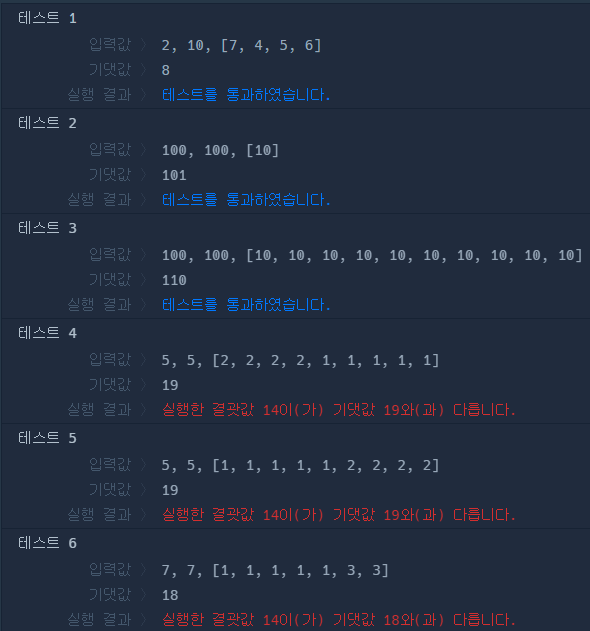 테스트 1
입력값 〉 2, 10, [7, 4, 5, 6]
기댓값 〉 8
실행 결과 〉 테스트를 통과하였습니다.
테스트 2
입력값 〉 100, 100, [10]
기댓값 〉 101
실행 결과 〉 테스트를 통과하였습니다.
테스트 3
입력값 〉 100, 100, [10, 10, 10, 10, 10, 10, 10, 10, 10, 10]
기댓값 〉 110
실행 결과 〉 테스트를 통과하였습니다.
테스트 4
입력값 〉 5, 5, [2, 2, 2, 2, 1, 1, 1, 1, 1]
기댓값 〉 19
실행 결과 〉 실행한 결괏값 14이(가) 기댓값 19와(과) 다릅니다.
테스트 5
입력값 〉 5, 5, [1, 1, 1, 1, 1, 2, 2, 2, 2]
기댓값 〉 19
실행 결과 〉 실행한 결괏값 14이(가) 기댓값 19와(과) 다릅니다.
테스트 6
입력값 〉 7, 7, [1, 1, 1, 1, 1, 3, 3]
기댓값 〉 18
실행 결과 〉 실행한 결괏값 14이(가) 기댓값 18와(과) 다릅니다.